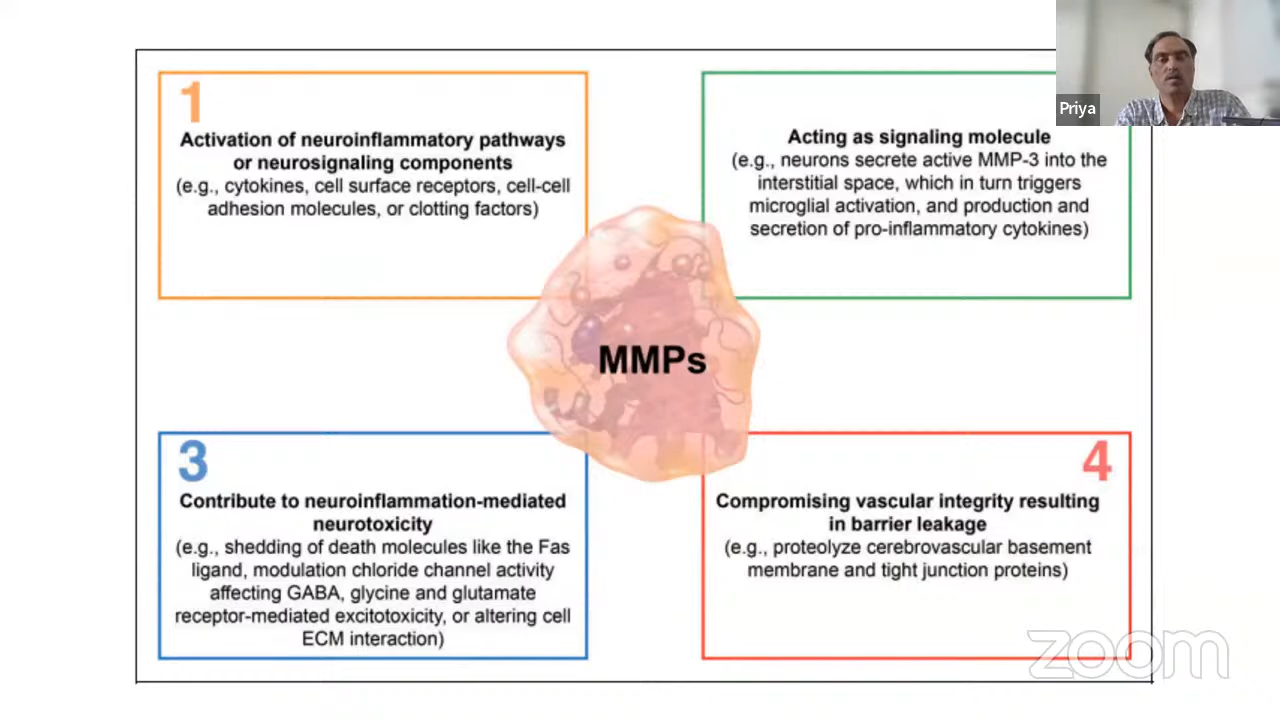 1
Activation of neuroinflammatory pathways
or neurosignaling components
(e.g., cytokines, cell surface receptors, cell-cell
adhesion molecules, or clotting factors)
Priya
Acting as signaling molecule
(e.g., neurons secrete active MMP-3 into the
interstitial space, which in turn triggers
microglial activation, and production and
secretion of pro-inflammatory cytokines)
MMPs
3
Contribute to neuroinflammation-mediated
neurotoxicity
(e.g., shedding of death molecules like the Fas
ligand, modulation chloride channel activity
affecting GABA, glycine and glutamate
receptor-mediated excitotoxicity, or altering cell
ECM interaction)
4
Compromising vascular integrity resulting
in barrier leakage
(e.g., proteolyze cerebrovascular basement
membrane and tight junction proteins)
zoom